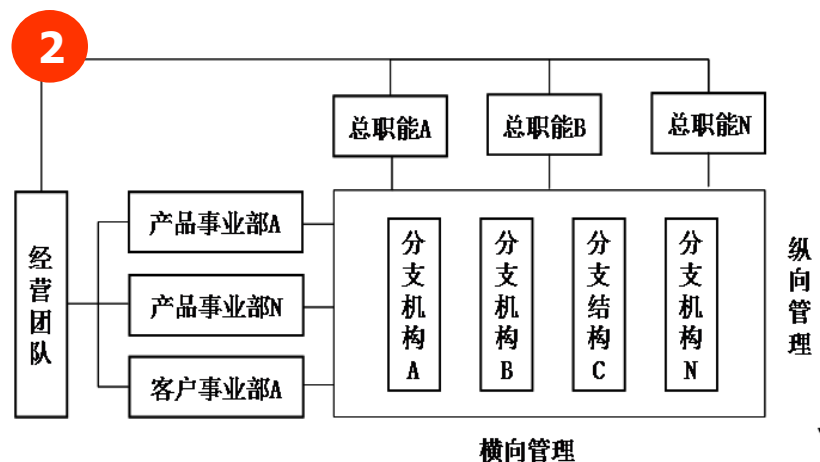 2
总职能A
总职能B
总职能N
经营团队
产品事业部A
产品事业部N
客户事业部A
分支机构A
分支机构B
分支结构C
分支机构N
纵向管理
横向管理